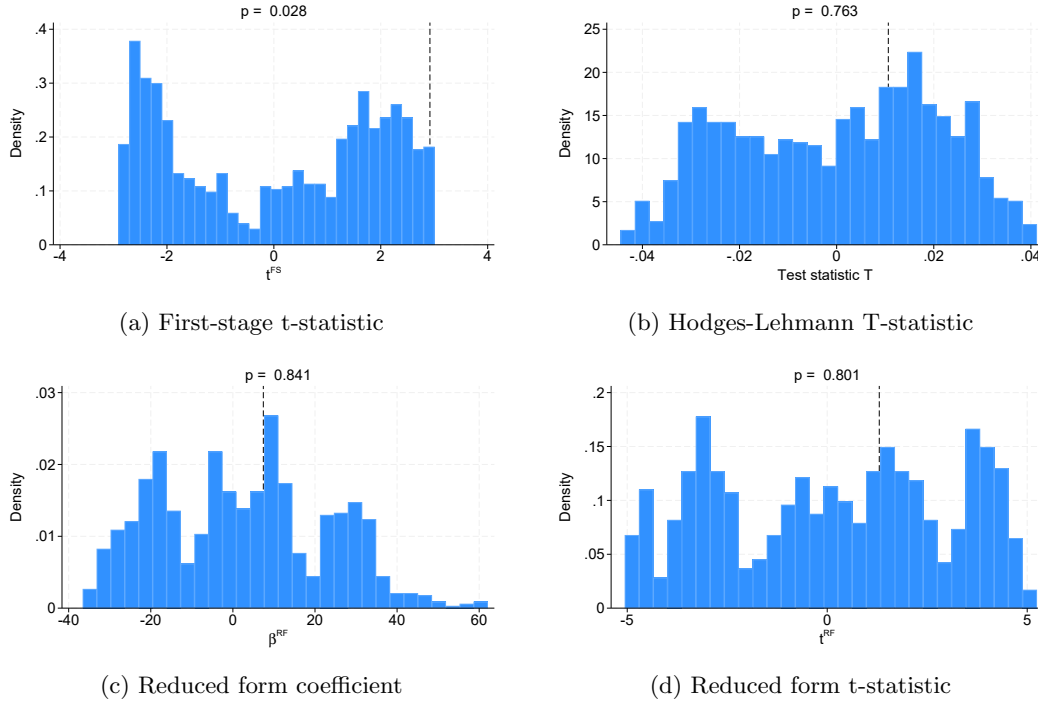 p = 0.028
.4
.3
.2
.1
0
Density
-4 -2 0 2 4
t^FS
(a) First-stage t-statistic
p = 0.763
25
20
15
10
5
0
Density
-.04 -.02 0 .02 .04
Test statistic T
(b) Hodges-Lehmann T-statistic
p = 0.841
.03
.02
.01
0
Density
-40 -20 0 20 40 60
β^RF
(c) Reduced form coefficient
p = 0.801
.2
.15
.1
.05
0
Density
-5 0 5
t^RF
(d) Reduced form t-statistic